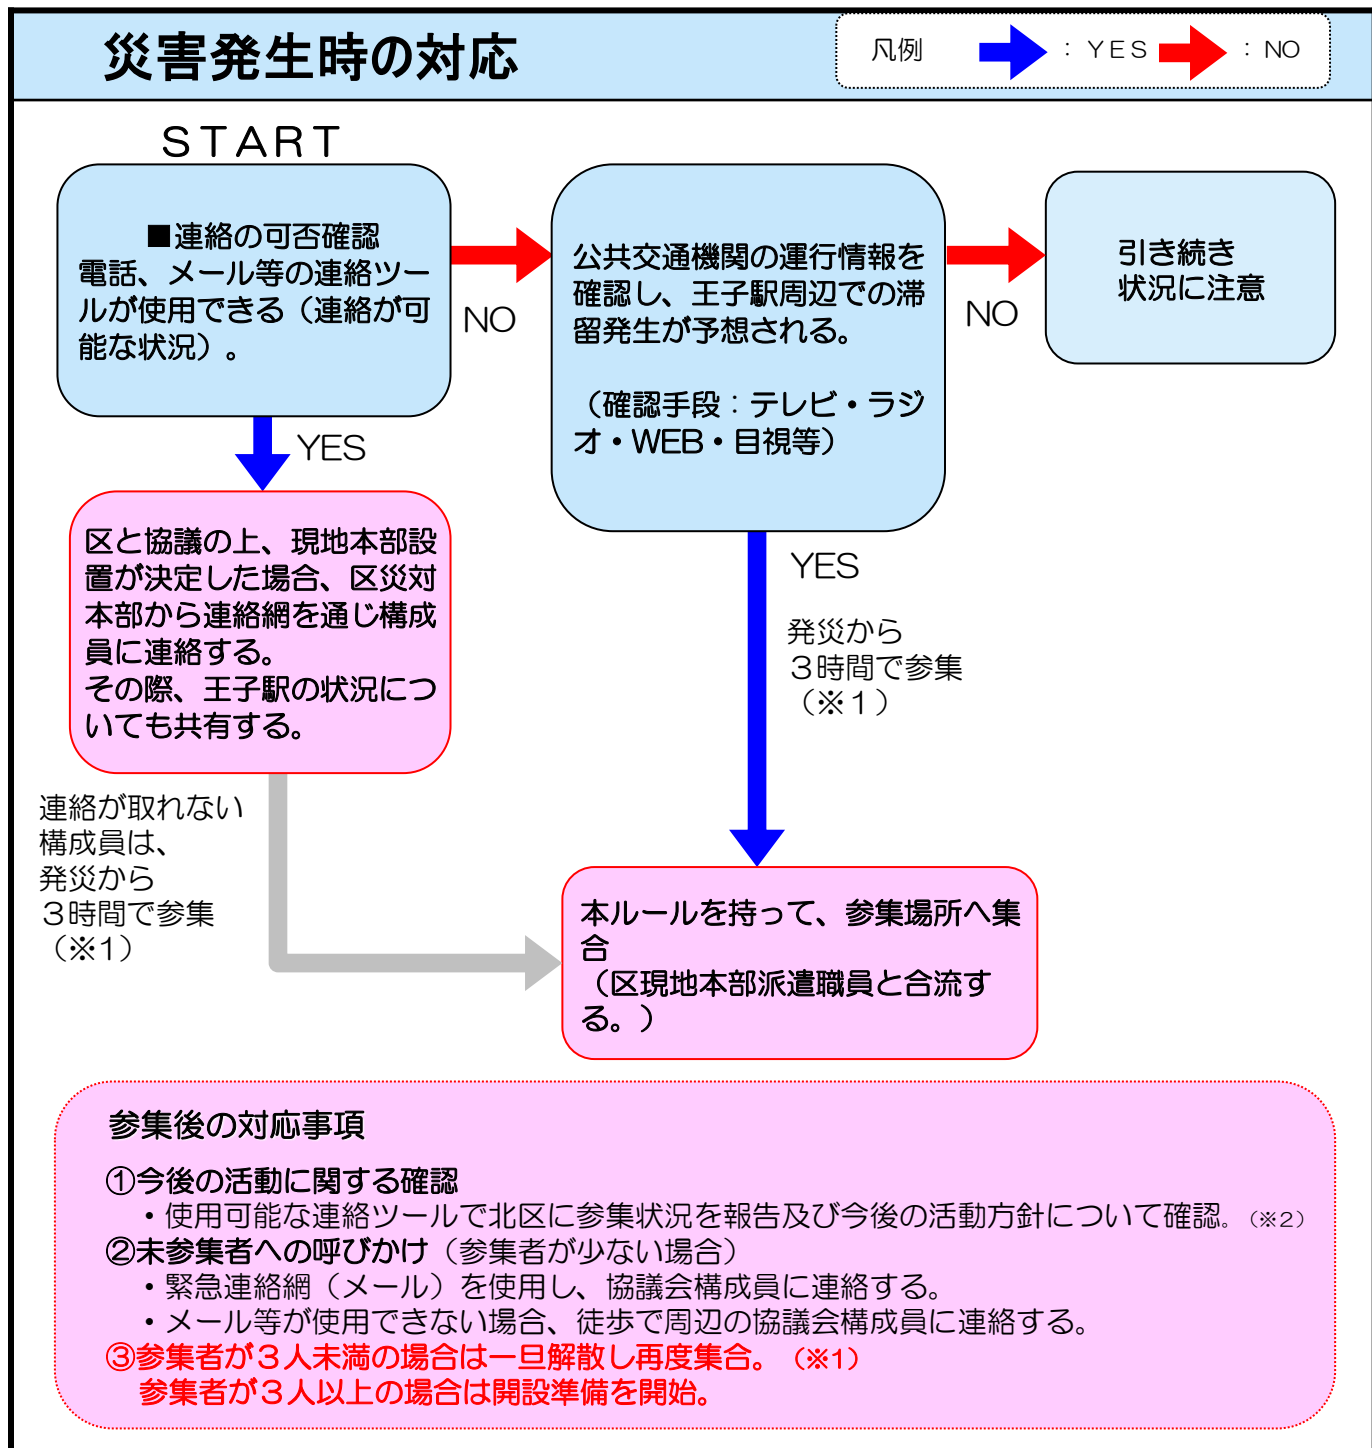 災害発生時の対応
凡例 ：ＹＥＳ ：NO
ＳＴＡＲＴ
■連絡の可否確認
電話、メール等の連絡ツー
ルが使用できる（連絡が可
能な状況）。
NO
公共交通機関の運行情報を
確認し、王子駅周辺での滞
留発生が予想される。
（確認手段：テレビ・ラジ
オ・WEB・目視等）
NO
引き続き
状況に注意
YES
区と協議の上、現地本部設
置が決定した場合、区災対
本部から連絡網を通じ構成
員に連絡する。
その際、王子駅の状況につ
いても共有する。
YES
発災から
３時間で参集
（※１）
連絡が取れない
構成員は、
発災から
３時間で参集
（※1）
本ルールを持って、参集場所へ集
合
（区現地本部派遣職員と合流す
る。）
参集後の対応事項
①今後の活動に関する確認
・使用可能な連絡ツールで北区に参集状況を報告及び今後の活動方針について確認。（※2）
②未参集者への呼びかけ（参集者が少ない場合）
・緊急連絡網（メール）を使用し、協議会構成員に連絡する。
・メール等が使用できない場合、徒歩で周辺の協議会構成員に連絡する。
③参集者が３人未満の場合は一旦解散し再度集合。（※1）
参集者が３人以上の場合は開設準備を開始。